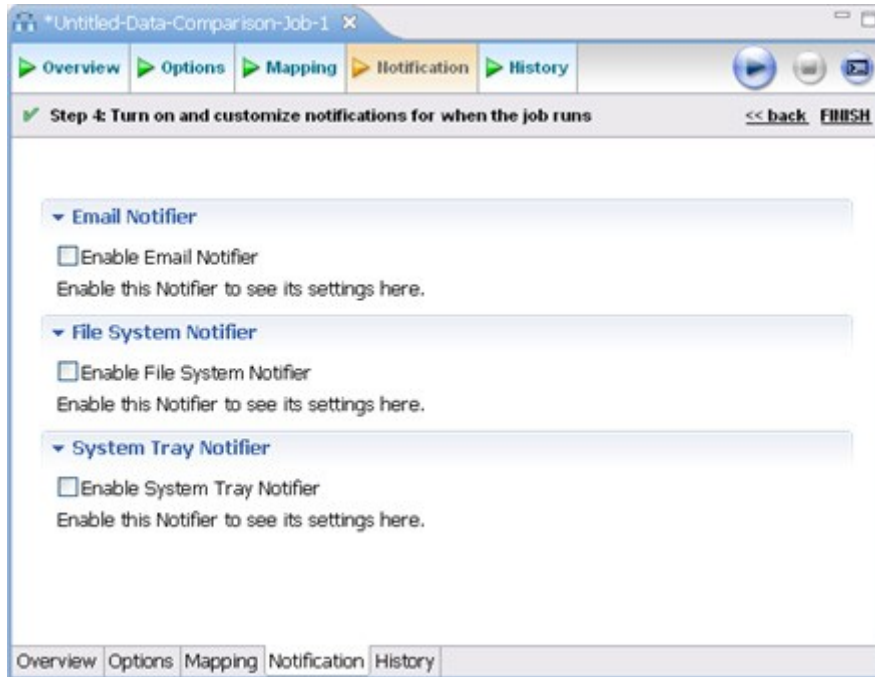 *Untitled-Data-Comparison-Job-1
Overview Options Mapping Notification History
Step 4: Turn on and customize notifications for when the job runs << back FINISH
Email Notifier
Enable Email Notifier
Enable this Notifier to see its settings here.
File System Notifier
Enable File System Notifier
Enable this Notifier to see its settings here.
System Tray Notifier
Enable System Tray Notifier
Enable this Notifier to see its settings here.
Overview Options Mapping Notification History